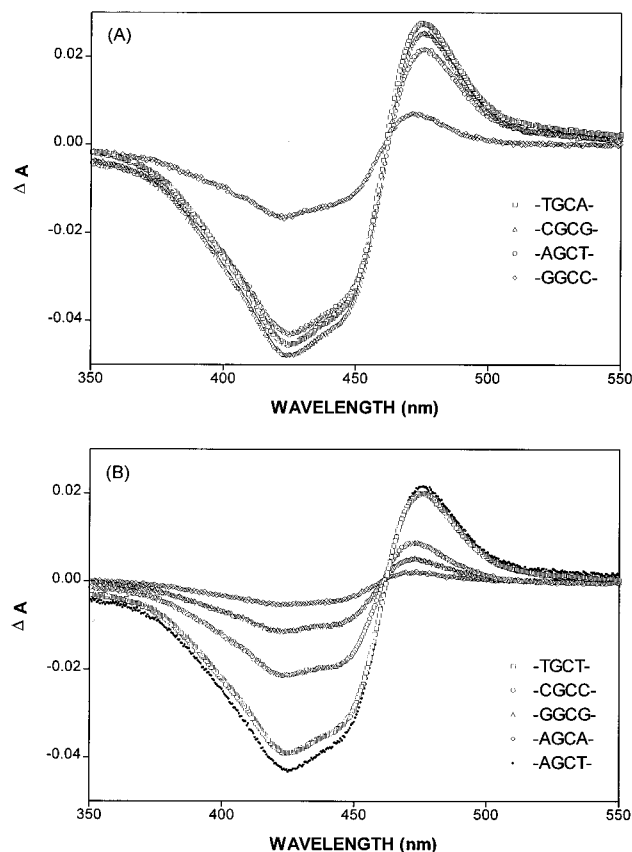 (A)
0.02
0.00
-0.02
-0.04
Δ A
-TGCA-
-CGCG-
-AGCT-
-GGCC-
350 400 450 500 550
WAVELENGTH (nm)
(B)
0.02
0.00
-0.02
-0.04
Δ A
-TGCT-
-CGCC-
-GGCG-
-AGCA-
-AGCT-
350 400 450 500 550
WAVELENGTH (nm)